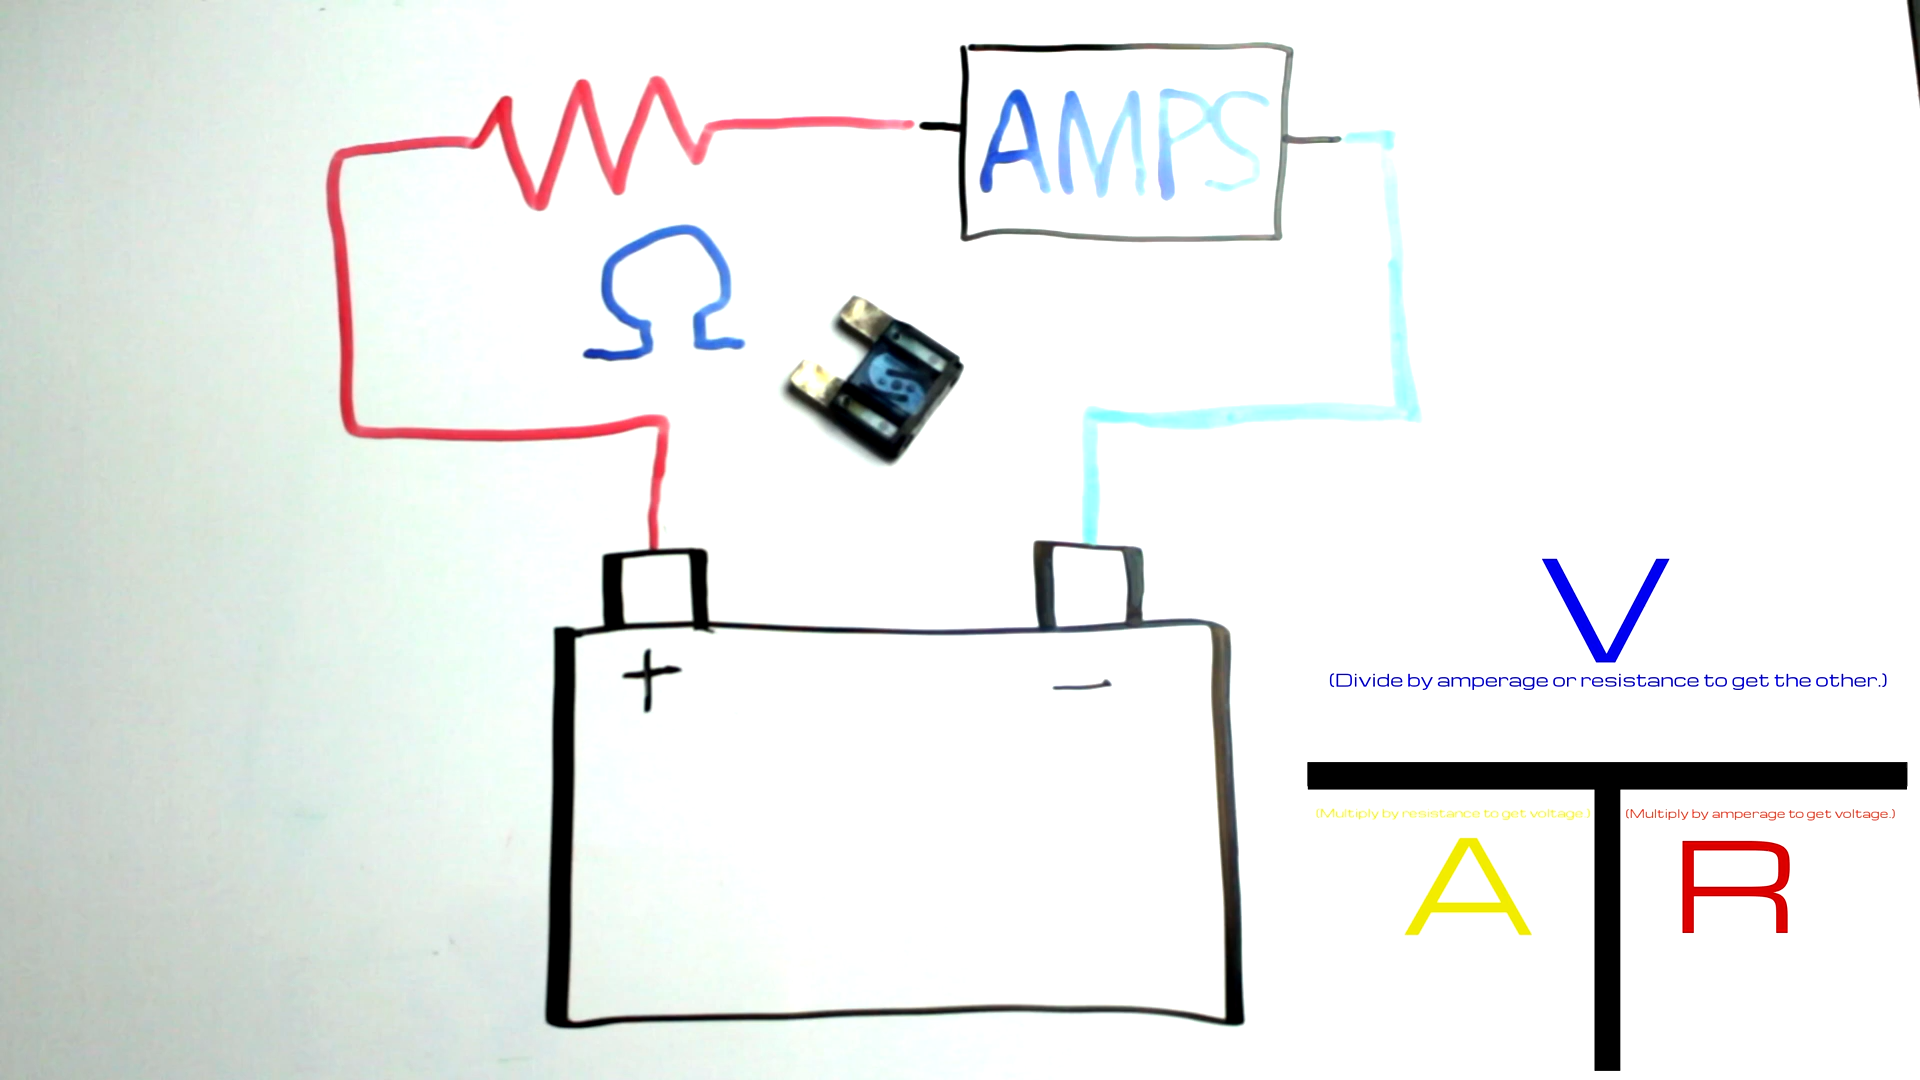 AMPS
Ω
+
–
V
(Divide by amperage or resistance to get the other.)
(Multiply by resistance to get voltage.)
(Multiply by amperage to get voltage.)
A
R